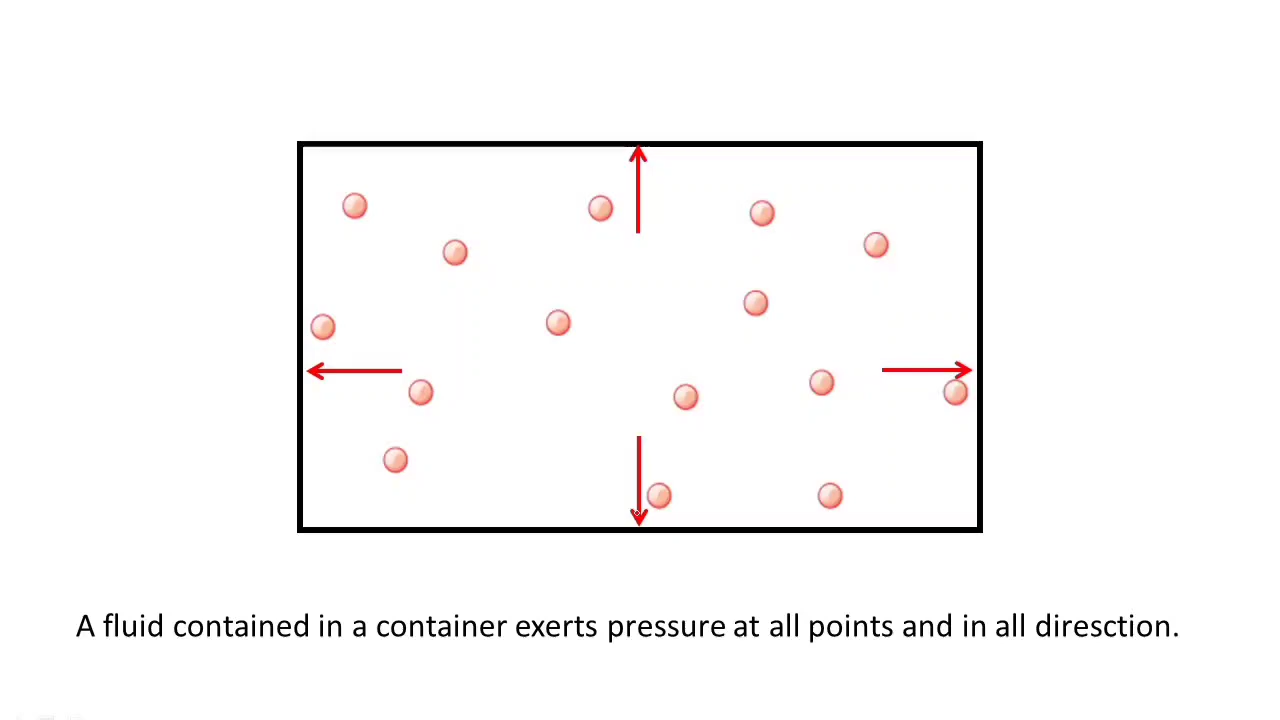 A fluid contained in a container exerts pressure at all points and in all diresction.